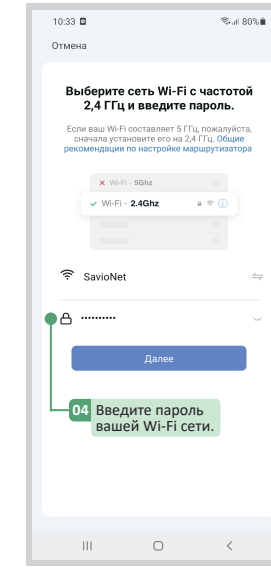 10:33 80%
Отмена
Выберите сеть Wi-Fi с частотой
2,4 ГГц и введите пароль.
Если ваш Wi-Fi составляет 5 ГГц, пожалуйста,
сначала установите его на 2,4 ГГц. Общие
рекомендации по настройке маршрутизатора
Wi-Fi - 5Ghz
Wi-Fi - 2.4Ghz
SavioNet
••••••••••
Далее
04 Введите пароль
вашей Wi-Fi сети.